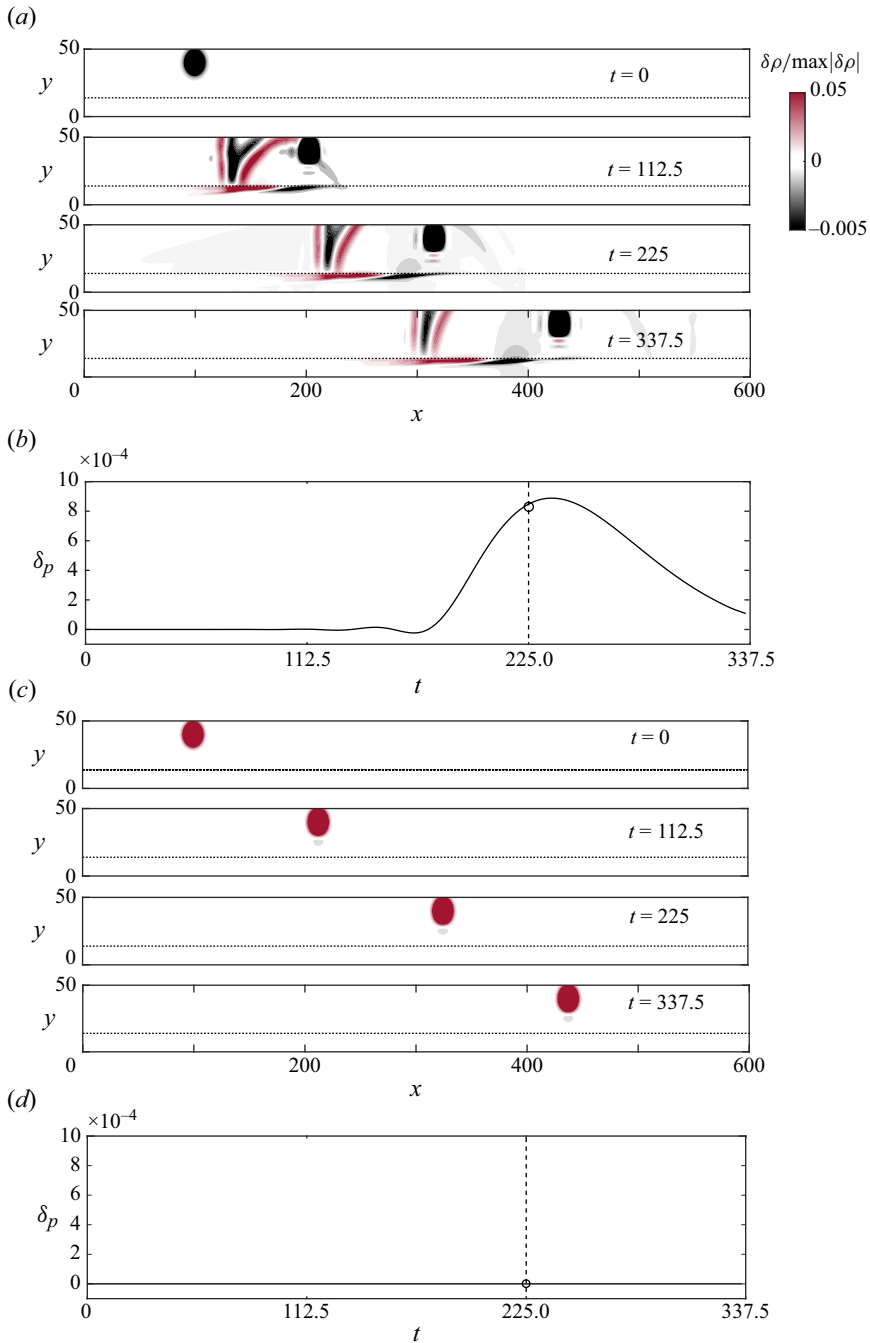 (a)
50
y
0
t = 0
δρ/max|δρ|
0.05
0
–0.005
50
y
0
t = 112.5
50
y
0
t = 225
50
y
t = 337.5
0
200
400
600
x
(b)
×10⁻⁴
10
8
6
δp
4
2
0
0
112.5
225.0
337.5
t
(c)
50
y
0
t = 0
50
y
0
t = 112.5
50
y
0
t = 225
50
y
t = 337.5
0
200
400
600
x
(d)
×10⁻⁴
10
8
6
δp
4
2
0
0
112.5
225.0
337.5
t